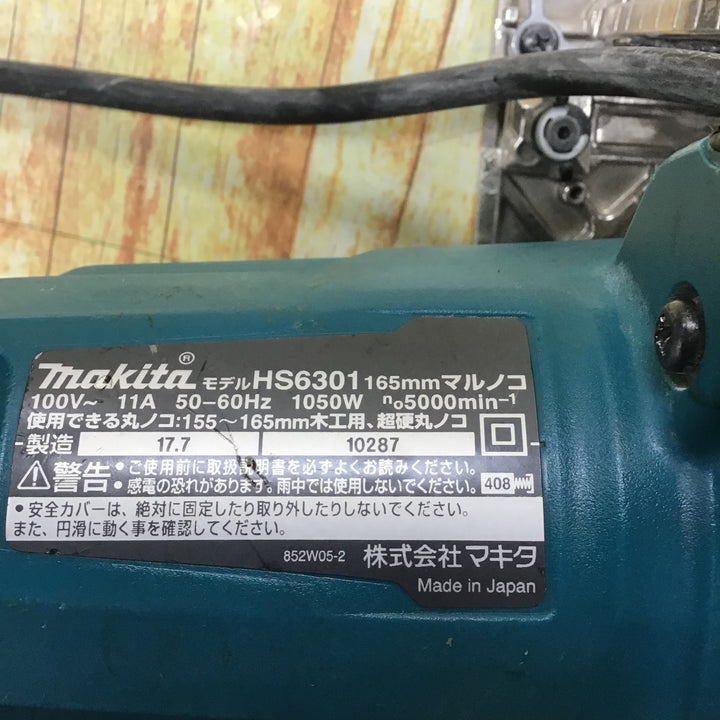 makita® モデルHS6301 165mmマルノコ
100V～ 11A 50-60Hz 1050W n₀5000min⁻¹
使用できる丸ノコ:155～165mm木工用、超硬丸ノコ
製造 17.7 10287
警告 ●ご使用前に取扱説明書を必ずよくお読みください。
●感電の恐れがあります。雨中では使用しないでください。 408
●安全カバーは、絶対に固定したり取り外したりしないでください。
また、円滑に動く事を確認してください。
852W05-2 株式会社マキタ
Made in Japan